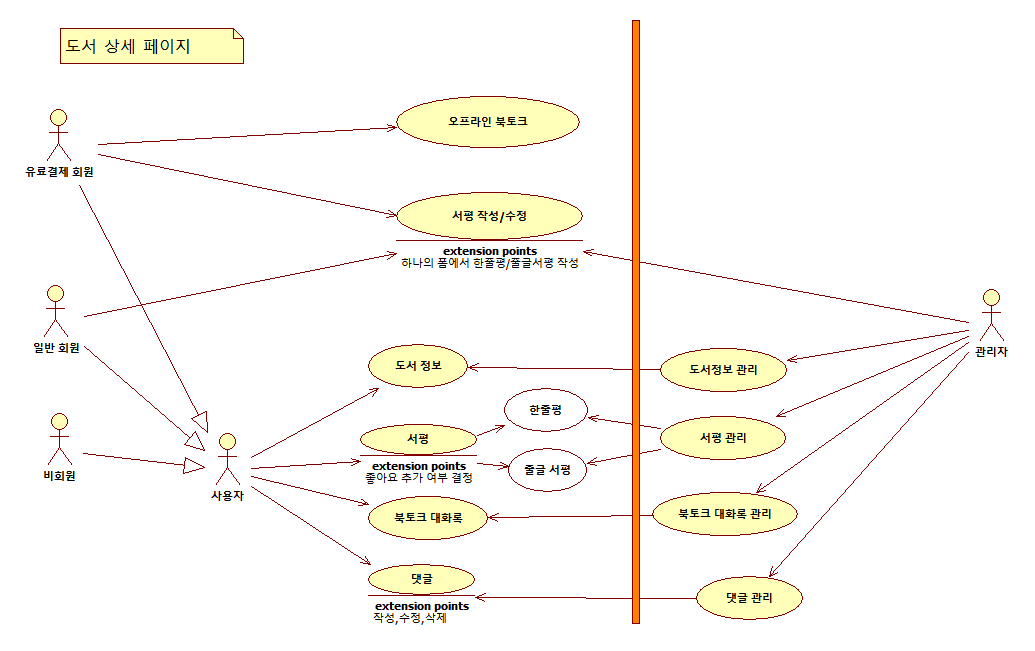 도서 상세 페이지
오프라인 북토크
유료결제 회원
서평 작성/수정
extension points
하나의 폼에서 한줄평/쭐글서평 작성
일반 회원
관리자
도서 정보
도서정보 관리
한줄평
서평
서평 관리
extension points
좋아요 추가 여부 결정
줄글 서평
비회원
사용자
북토크 대화록
북토크 대화록 관리
댓글
extension points
작성,수정,삭제
댓글 관리